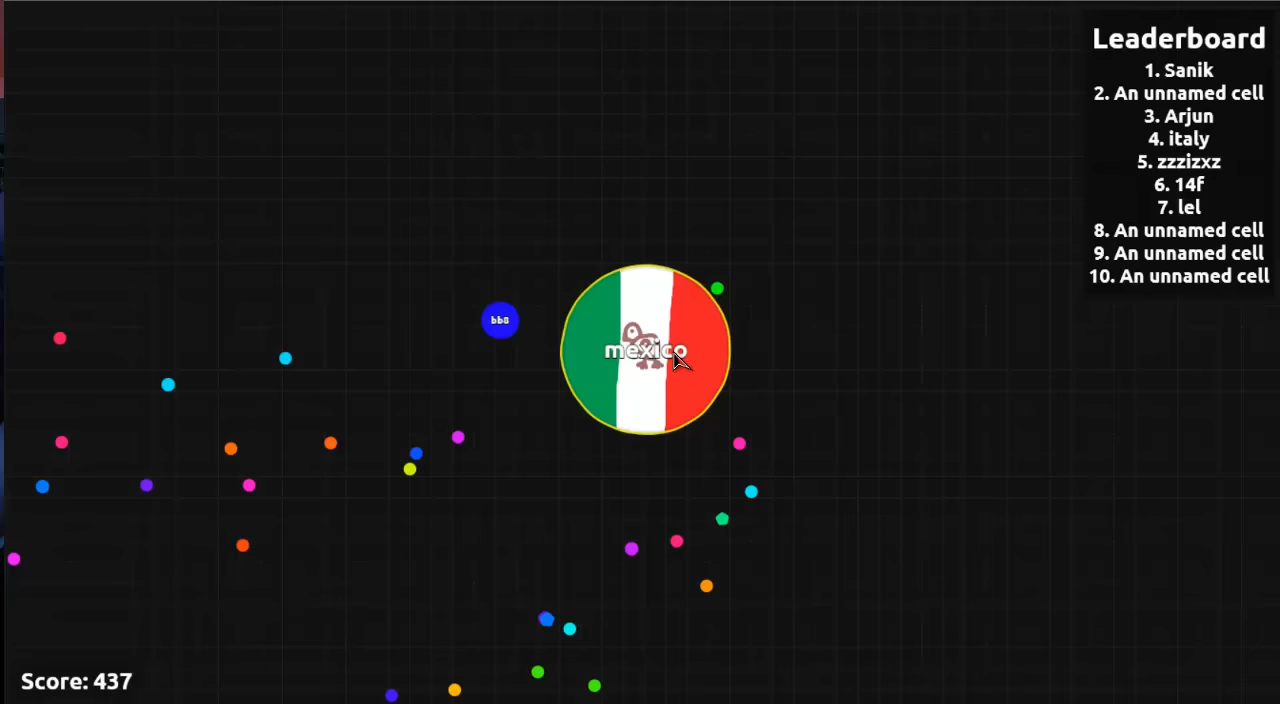 Leaderboard
1. Sanik
2. An unnamed cell
3. Arjun
4. italy
5. zzzizxz
6. 14f
7. lel
8. An unnamed cell
9. An unnamed cell
10. An unnamed cell
bb8
mexico
Score: 437